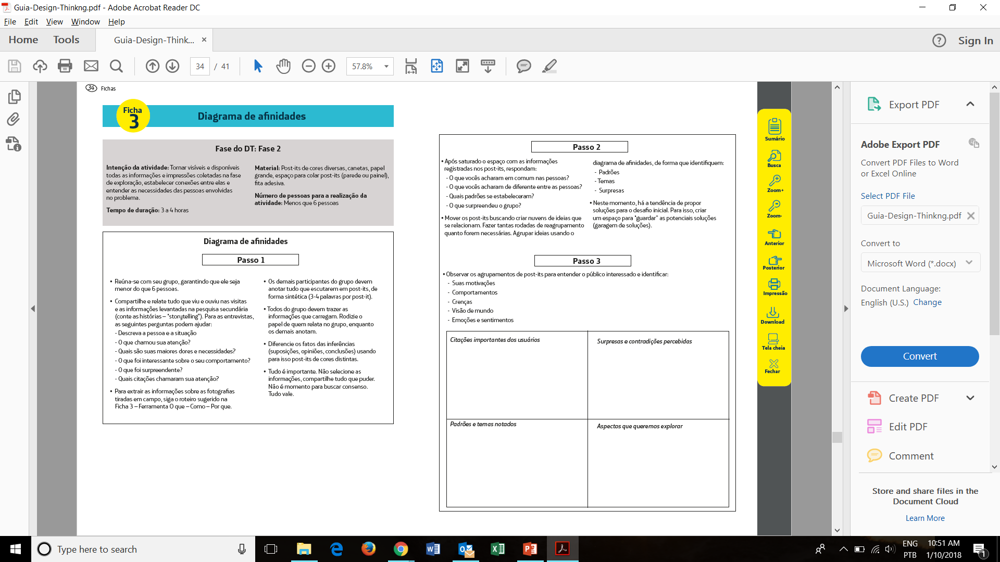 Guia-Design-Thinkng.pdf - Adobe Acrobat Reader DC
File Edit View Window Help
Home Tools Guia-Design-Think... × ? Sign In
34 / 41 57.8%
34 Fichas
Ficha
3
Diagrama de afinidades
Fase do DT: Fase 2
Intenção da atividade: Tornar visíveis e disponíveis
todas as informações e impressões coletadas na fase
de exploração, estabelecer conexões entre elas e
entender as necessidades das pessoas envolvidas
no problema.
Tempo de duração: 3 a 4 horas
Material: Post-its de cores diversas, canetas, papel
grande, espaço para colar post-its (parede ou painel),
fita adesiva.
Número de pessoas para a realização da
atividade: Menos que 6 pessoas
Diagrama de afinidades
Passo 1
• Reúna-se com seu grupo, garantindo que ele seja
menor do que 6 pessoas.
• Compartilhe e relate tudo que viu e ouviu nas visitas
e as informações levantadas na pesquisa secundária
(conte as histórias – "storytelling"). Para as entrevistas,
as seguintes perguntas podem ajudar:
- Descreva a pessoa e a situação
- O que chamou sua atenção?
- Quais são suas maiores dores e necessidades?
- O que foi interessante sobre o seu comportamento?
- O que foi surpreendente?
- Quais citações chamaram sua atenção?
• Para extrair as informações sobre as fotografias
tiradas em campo, siga o roteiro sugerido na
Ficha 3 – Ferramenta O que – Como – Por que.
• Os demais participantes do grupo devem
anotar tudo que escutarem em post-its, de
forma sintética (3-4 palavras por post-it).
• Todos do grupo devem trazer as
informações que carregam. Rodizie o
papel de quem relata no grupo, enquanto
os demais anotam.
• Diferencie os fatos das inferências
(suposições, opiniões, conclusões) usando
para isso post-its de cores distintas.
• Tudo é importante. Não selecione as
informações, compartilhe tudo que puder.
Não é momento para buscar consenso.
Tudo vale.
Passo 2
• Após saturado o espaço com as informações
registradas nos post-its, respondam:
- O que vocês acharam em comum nas pessoas?
- O que vocês acharam de diferente entre as pessoas?
- Quais padrões se estabeleceram?
- O que surpreendeu o grupo?
• Mover os post-its buscando criar nuvens de ideias que
se relacionam. Fazer tantas rodadas de reagrupamento
quanto forem necessárias. Agrupar ideias usando o
diagrama de afinidades, de forma que identifiquem:
- Padrões
- Temas
- Surpresas
• Neste momento, há a tendência de propor
soluções para o desafio inicial. Para isso, criar
um espaço para "guardar" as potenciais soluções
(garagem de soluções).
Passo 3
• Observar os agrupamentos de post-its para entender o público interessado e identificar:
- Suas motivações
- Comportamentos
- Crenças
- Visão de mundo
- Emoções e sentimentos
Citações importantes dos usuários
Surpresas e contradições percebidas
Padrões e temas notados
Aspectos que queremos explorar
Sumário
Busca
Zoom+
Zoom-
Anterior
Posterior
Impressão
Download
Tela cheia
Fechar
Export PDF
Adobe Export PDF
Convert PDF Files to Word
or Excel Online
Select PDF File
Guia-Design-Thinkng.pdf
Convert to
Microsoft Word (*.docx)
Document Language:
English (U.S.) Change
Convert
Create PDF
Edit PDF
Comment
Store and share files in the
Document Cloud
Learn More
Type here to search
ENG
PTB
10:51 AM
1/10/2018
1